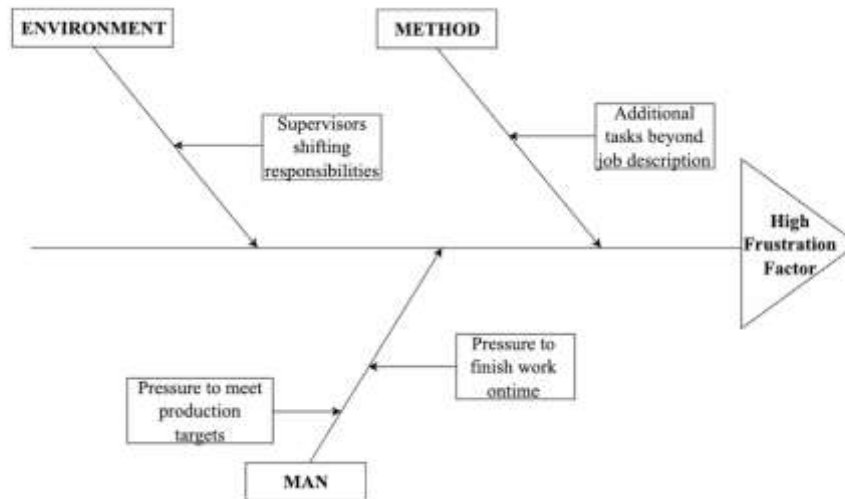 ENVIRONMENT
METHOD
Supervisors
shifting
responsibilities
Additional
tasks beyond
job description
High
Frustration
Factor
Pressure to
finish work
ontime
Pressure to meet
production
targets
MAN